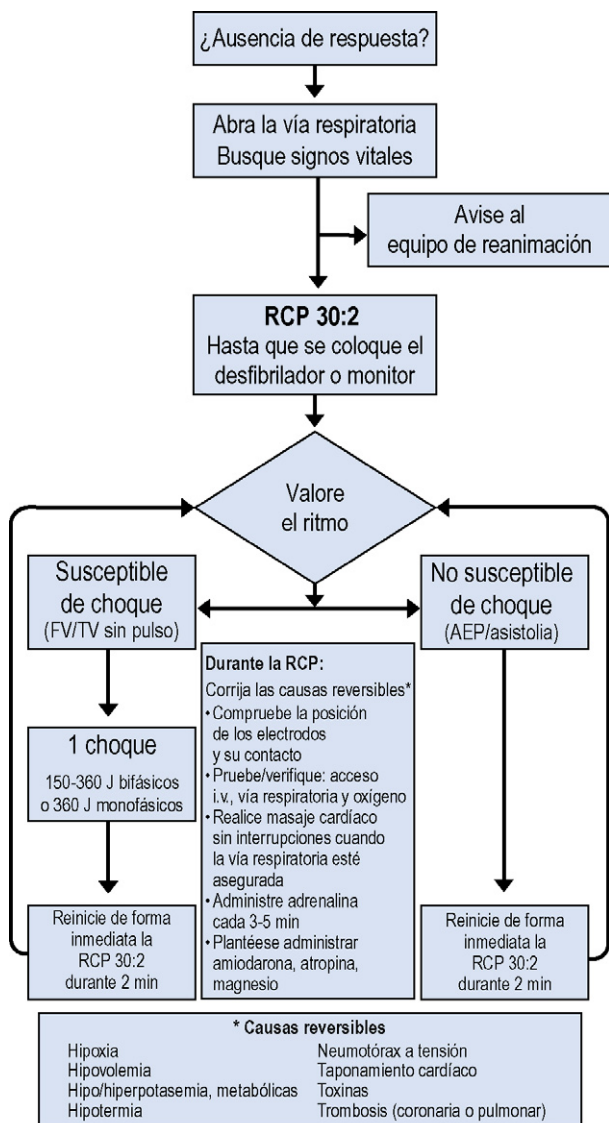 ¿Ausencia de respuesta?
Abra la vía respiratoria
Busque signos vitales
Avise al
equipo de reanimación
RCP 30:2
Hasta que se coloque el
desfibrilador o monitor
Valore
el ritmo
Susceptible
de choque
(FV/TV sin pulso)
No susceptible
de choque
(AEP/asistolia)
1 choque
150-360 J bifásicos
o 360 J monofásicos
Durante la RCP:
Corrija las causas reversibles*
• Compruebe la posición
de los electrodos
y su contacto
• Pruebe/verifique: acceso
i.v., vía respiratoria y oxígeno
• Realice masaje cardíaco
sin interrupciones cuando
la vía respiratoria esté
asegurada
• Administre adrenalina
cada 3-5 min
• Plantéese administrar
amiodarona, atropina,
magnesio
Reinicie de forma
inmediata la
RCP 30:2
durante 2 min
Reinicie de forma
inmediata la
RCP 30:2
durante 2 min
* Causas reversibles
Hipoxia
Hipovolemia
Hipo/hiperpotasemia, metabólicas
Hipotermia
Neumotórax a tensión
Taponamiento cardíaco
Toxinas
Trombosis (coronaria o pulmonar)